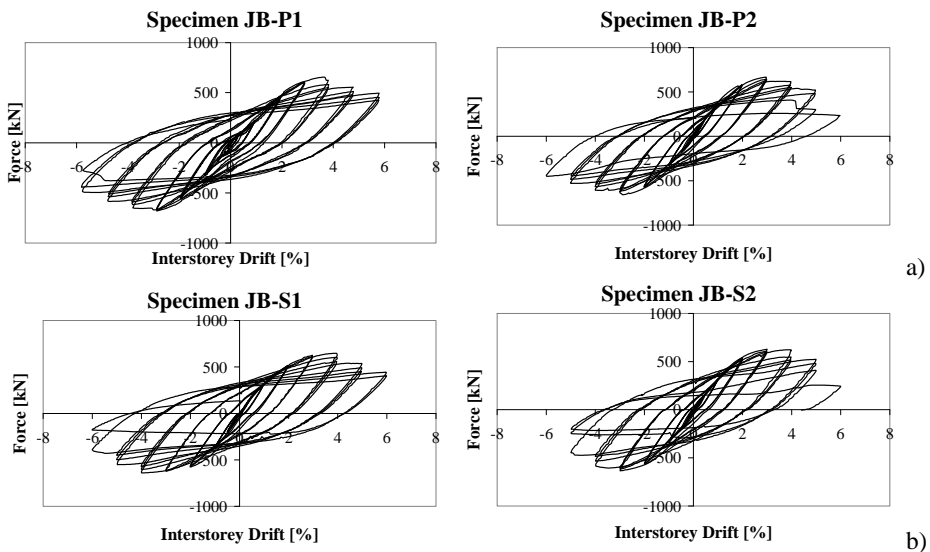 Specimen JB-P1
1000
500
0
-8 -6 -4 -2 0 2 4 6 8
-500
-1000
Force [kN]
Interstorey Drift [%]
Specimen JB-P2
1000
500
0
-8 -6 -4 -2 0 2 4 6 8
-500
-1000
Force [kN]
Interstorey Drift [%]
a)
Specimen JB-S1
1000
500
0
-8 -6 -4 -2 0 2 4 6 8
-500
-1000
Force [kN]
Interstorey Drift [%]
Specimen JB-S2
1000
500
0
-8 -6 -4 -2 0 2 4 6 8
-500
-1000
Force [kN]
Interstorey Drift [%]
b)